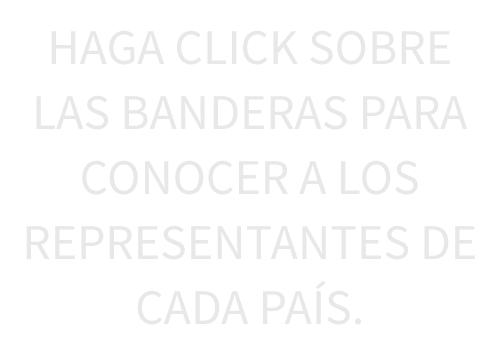 HAGA CLICK SOBRE
LAS BANDERAS PARA
CONOCER A LOS
REPRESENTANTES DE
CADA PAÍS.